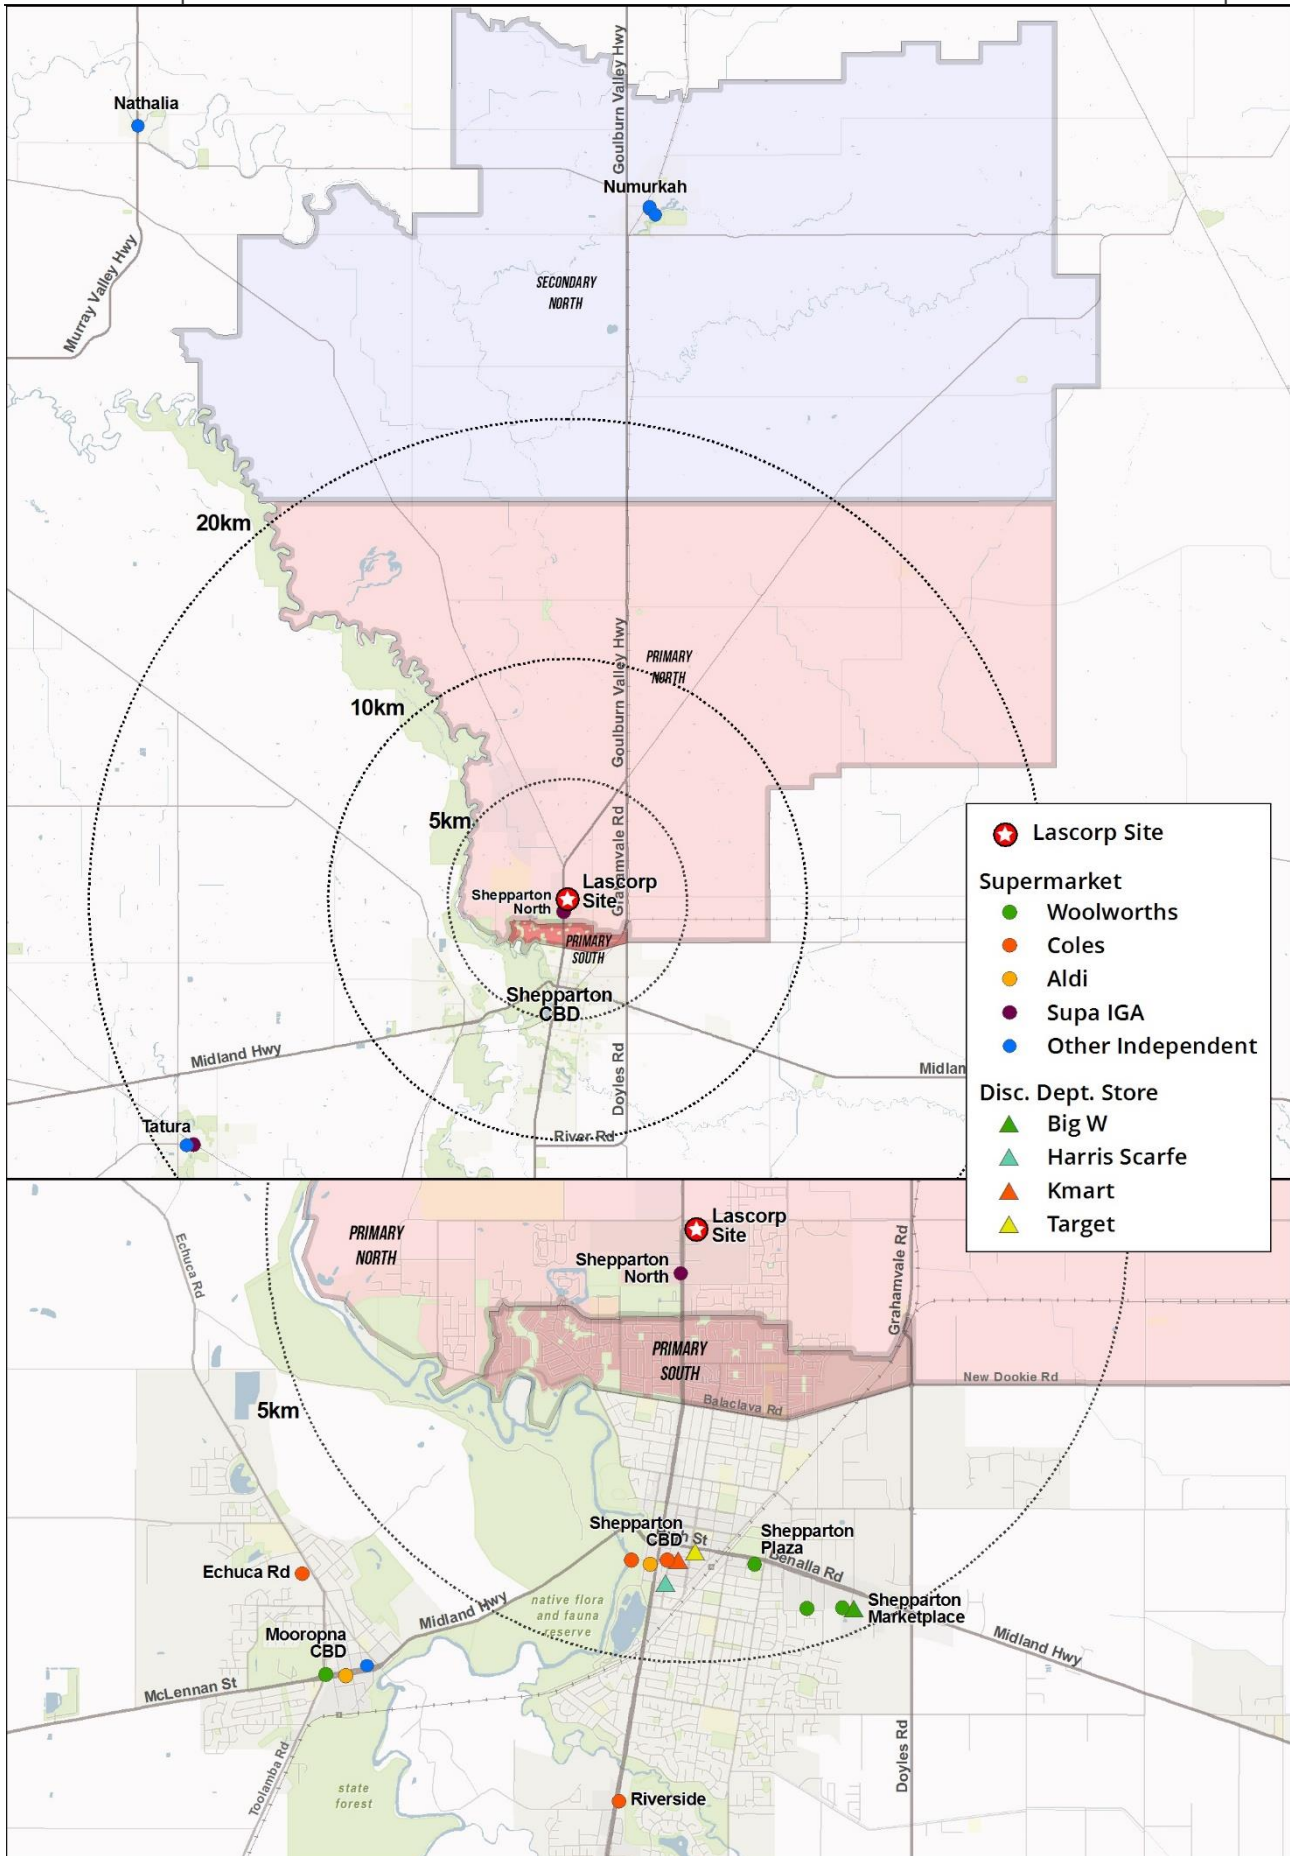 Nathalia
Goulburn Valley Hwy
Numurkah
Murray Valley Hwy
SECONDARY
NORTH
20km
Goulburn Valley Hwy
PRIMARY
NORTH
10km
5km
Grahamvale Rd
Shepparton
North
Lascorp
Site
PRIMARY
SOUTH
Shepparton
CBD
Midland Hwy
Doyles Rd
Midlan
Tatura
River Rd
Lascorp Site
Supermarket
Woolworths
Coles
Aldi
Supa IGA
Other Independent
Disc. Dept. Store
Big W
Harris Scarfe
Kmart
Target
Echuca Rd
PRIMARY
NORTH
Lascorp
Site
Shepparton
North
Grahamvale Rd
PRIMARY
SOUTH
New Dookie Rd
Balaclava Rd
5km
Shepparton
CBD
St
Shepparton
Plaza
Benalla Rd
Echuca Rd
Midland Hwy
native flora
and fauna
reserve
Shepparton
Marketplace
Mooropna
CBD
Midland Hwy
McLennan St
Toolamba Rd
Doyles Rd
state
forest
Riverside